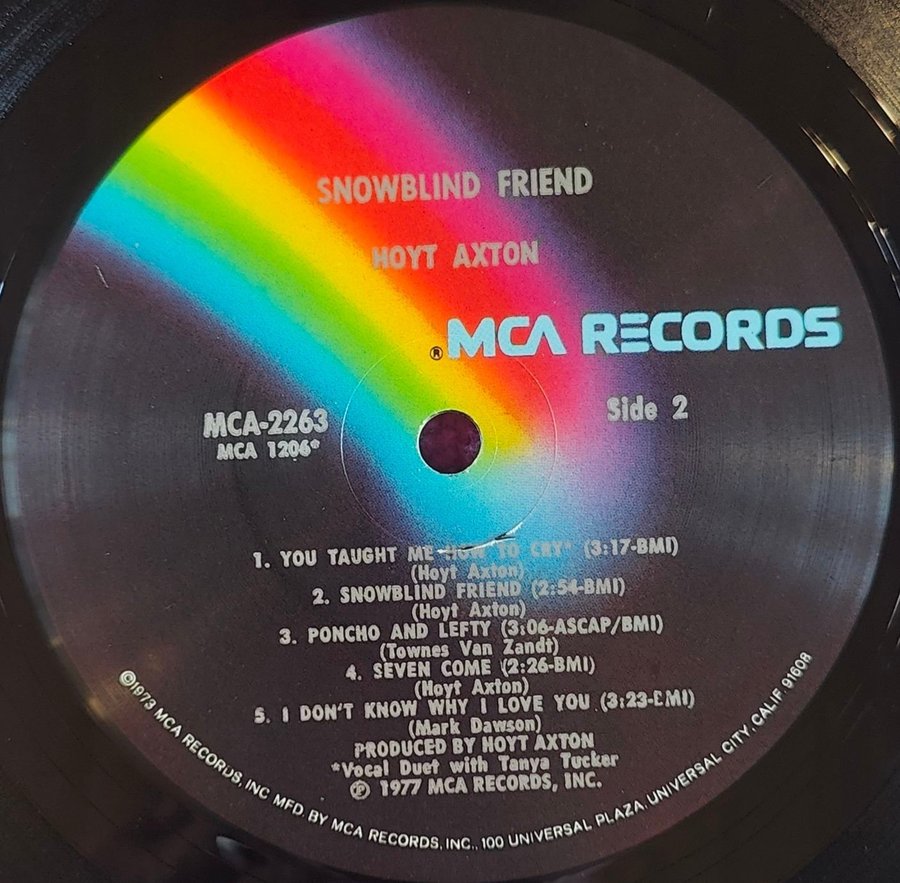 SNOWBLIND FRIEND
HOYT AXTON
® MCA RECORDS
MCA-2263
MCA 1206*
Side 2
1. YOU TAUGHT ME HOW TO CRY* (3:17-BMI)
(Hoyt Axton)
2. SNOWBLIND FRIEND (2:54-BMI)
(Hoyt Axton)
3. PONCHO AND LEFTY (3:06-ASCAP/BMI)
(Townes Van Zandt)
4. SEVEN COME (2:26-BMI)
(Hoyt Axton)
5. I DON'T KNOW WHY I LOVE YOU (3:23-BMI)
(Mark Dawson)
PRODUCED BY HOYT AXTON
*Vocal Duet with Tanya Tucker
℗ 1977 MCA RECORDS, INC.
©1973 MCA RECORDS, INC MFD. BY MCA RECORDS, INC., 100 UNIVERSAL PLAZA, UNIVERSAL CITY, CALIF. 91608